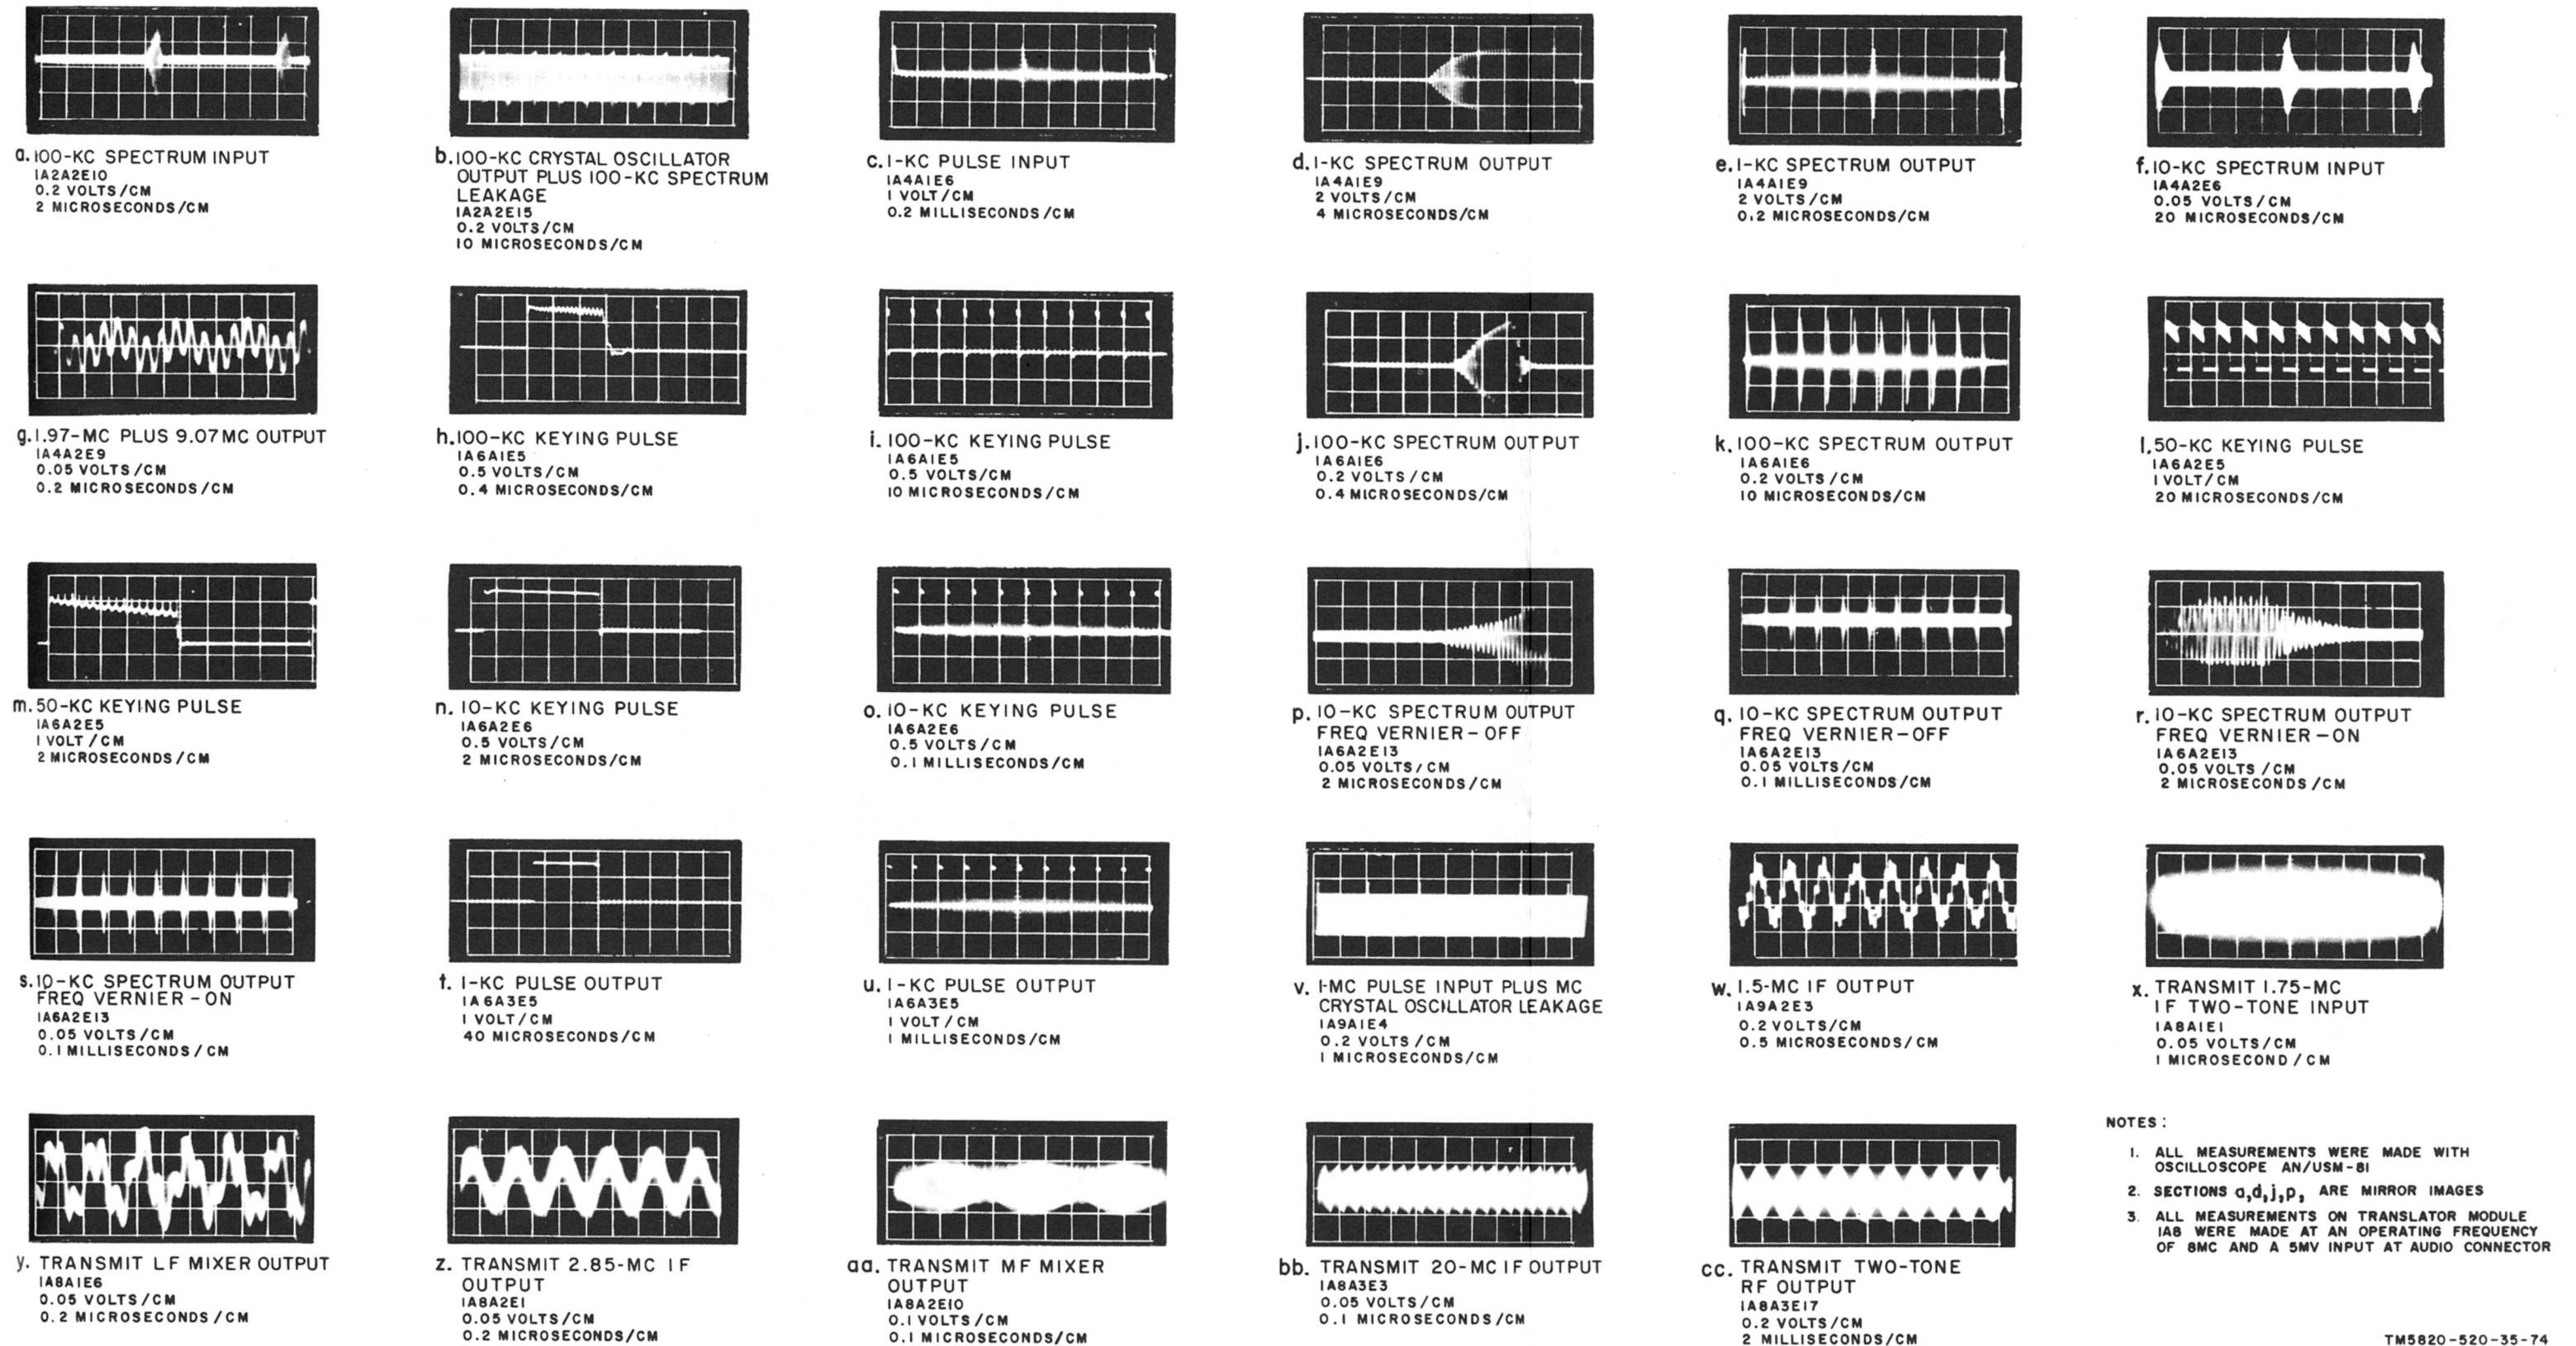 a. 100-KC SPECTRUM INPUT
1A2A2E10
0.2 VOLTS/CM
2 MICROSECONDS/CM
b. 100-KC CRYSTAL OSCILLATOR
OUTPUT PLUS 100-KC SPECTRUM
LEAKAGE
1A2A2E15
0.2 VOLTS/CM
10 MICROSECONDS/CM
c. 1-KC PULSE INPUT
1A4A1E6
1 VOLT/CM
0.2 MILLISECONDS/CM
d. 1-KC SPECTRUM OUTPUT
1A4A1E9
2 VOLTS/CM
4 MICROSECONDS/CM
e. 1-KC SPECTRUM OUTPUT
1A4A1E9
2 VOLTS/CM
0.2 MICROSECONDS/CM
f. 10-KC SPECTRUM INPUT
1A4A2E6
0.05 VOLTS/CM
20 MICROSECONDS/CM
g. 1.97-MC PLUS 9.07MC OUTPUT
1A4A2E9
0.05 VOLTS/CM
0.2 MICROSECONDS/CM
h. 100-KC KEYING PULSE
1A6A1E5
0.5 VOLTS/CM
0.4 MICROSECONDS/CM
i. 100-KC KEYING PULSE
1A6A1E5
0.5 VOLTS/CM
10 MICROSECONDS/CM
j. 100-KC SPECTRUM OUTPUT
1A6A1E6
0.2 VOLTS/CM
0.4 MICROSECONDS/CM
k. 100-KC SPECTRUM OUTPUT
1A6A1E6
0.2 VOLTS/CM
10 MICROSECONDS/CM
l. 50-KC KEYING PULSE
1A6A2E5
1 VOLT/CM
20 MICROSECONDS/CM
m. 50-KC KEYING PULSE
1A6A2E5
1 VOLT/CM
2 MICROSECONDS/CM
n. 10-KC KEYING PULSE
1A6A2E6
0.5 VOLTS/CM
2 MICROSECONDS/CM
o. 10-KC KEYING PULSE
1A6A2E6
0.5 VOLTS/CM
0.1 MILLISECONDS/CM
p. 10-KC SPECTRUM OUTPUT
FREQ VERNIER-OFF
1A6A2E13
0.05 VOLTS/CM
2 MICROSECONDS/CM
q. 10-KC SPECTRUM OUTPUT
FREQ VERNIER-OFF
1A6A2E13
0.05 VOLTS/CM
0.1 MILLISECONDS/CM
r. 10-KC SPECTRUM OUTPUT
FREQ VERNIER-ON
1A6A2E13
0.05 VOLTS/CM
2 MICROSECONDS/CM
s. 10-KC SPECTRUM OUTPUT
FREQ VERNIER-ON
1A6A2E13
0.05 VOLTS/CM
0.1 MILLISECONDS/CM
t. 1-KC PULSE OUTPUT
1A6A3E5
1 VOLT/CM
40 MICROSECONDS/CM
u. 1-KC PULSE OUTPUT
1A6A3E5
1 VOLT/CM
1 MILLISECONDS/CM
v. 1-MC PULSE INPUT PLUS MC
CRYSTAL OSCILLATOR LEAKAGE
1A9A1E4
0.2 VOLTS/CM
1 MICROSECONDS/CM
w. 1.5-MC IF OUTPUT
1A9A2E3
0.2 VOLTS/CM
0.5 MICROSECONDS/CM
x. TRANSMIT 1.75-MC
IF TWO-TONE INPUT
1A8A1E1
0.05 VOLTS/CM
1 MICROSECOND/CM
y. TRANSMIT LF MIXER OUTPUT
1A8A1E6
0.05 VOLTS/CM
0.2 MICROSECONDS/CM
z. TRANSMIT 2.85-MC IF
OUTPUT
1A8A2E1
0.05 VOLTS/CM
0.2 MICROSECONDS/CM
aa. TRANSMIT MF MIXER
OUTPUT
1A8A2E10
0.1 VOLTS/CM
0.1 MICROSECONDS/CM
bb. TRANSMIT 20-MC IF OUTPUT
1A8A3E3
0.05 VOLTS/CM
0.1 MICROSECONDS/CM
cc. TRANSMIT TWO-TONE
RF OUTPUT
1A8A3E17
0.2 VOLTS/CM
2 MILLISECONDS/CM
NOTES:
1. ALL MEASUREMENTS WERE MADE WITH
OSCILLOSCOPE AN/USM-81
2. SECTIONS a,d,j,p, ARE MIRROR IMAGES
3. ALL MEASUREMENTS ON TRANSLATOR MODULE
1A8 WERE MADE AT AN OPERATING FREQUENCY
OF 8MC AND A 5MV INPUT AT AUDIO CONNECTOR
TM5820-520-35-74